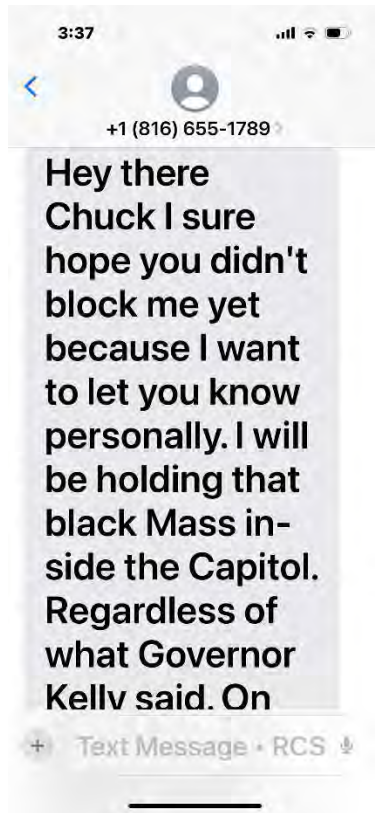 3:37
+1 (816) 655-1789
Hey there
Chuck I sure
hope you didn't
block me yet
because I want
to let you know
personally. I will
be holding that
black Mass in-
side the Capitol.
Regardless of
what Governor
Kelly said. On
Text Message • RCS